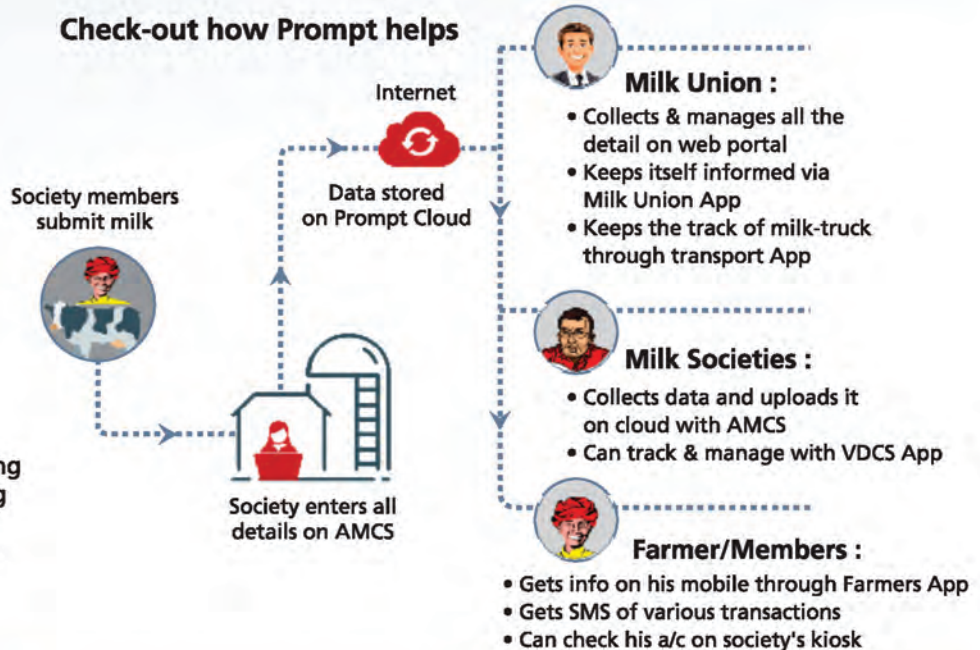 Check-out how Prompt helps
Society members
submit milk
Internet
Data stored
on Prompt Cloud
Society enters all
details on AMCS
Milk Union :
• Collects & manages all the
detail on web portal
• Keeps itself informed via
Milk Union App
• Keeps the track of milk-truck
through transport App
Milk Societies :
• Collects data and uploads it
on cloud with AMCS
• Can track & manage with VDCS App
Farmer/Members :
• Gets info on his mobile through Farmers App
• Gets SMS of various transactions
• Can check his a/c on society's kiosk